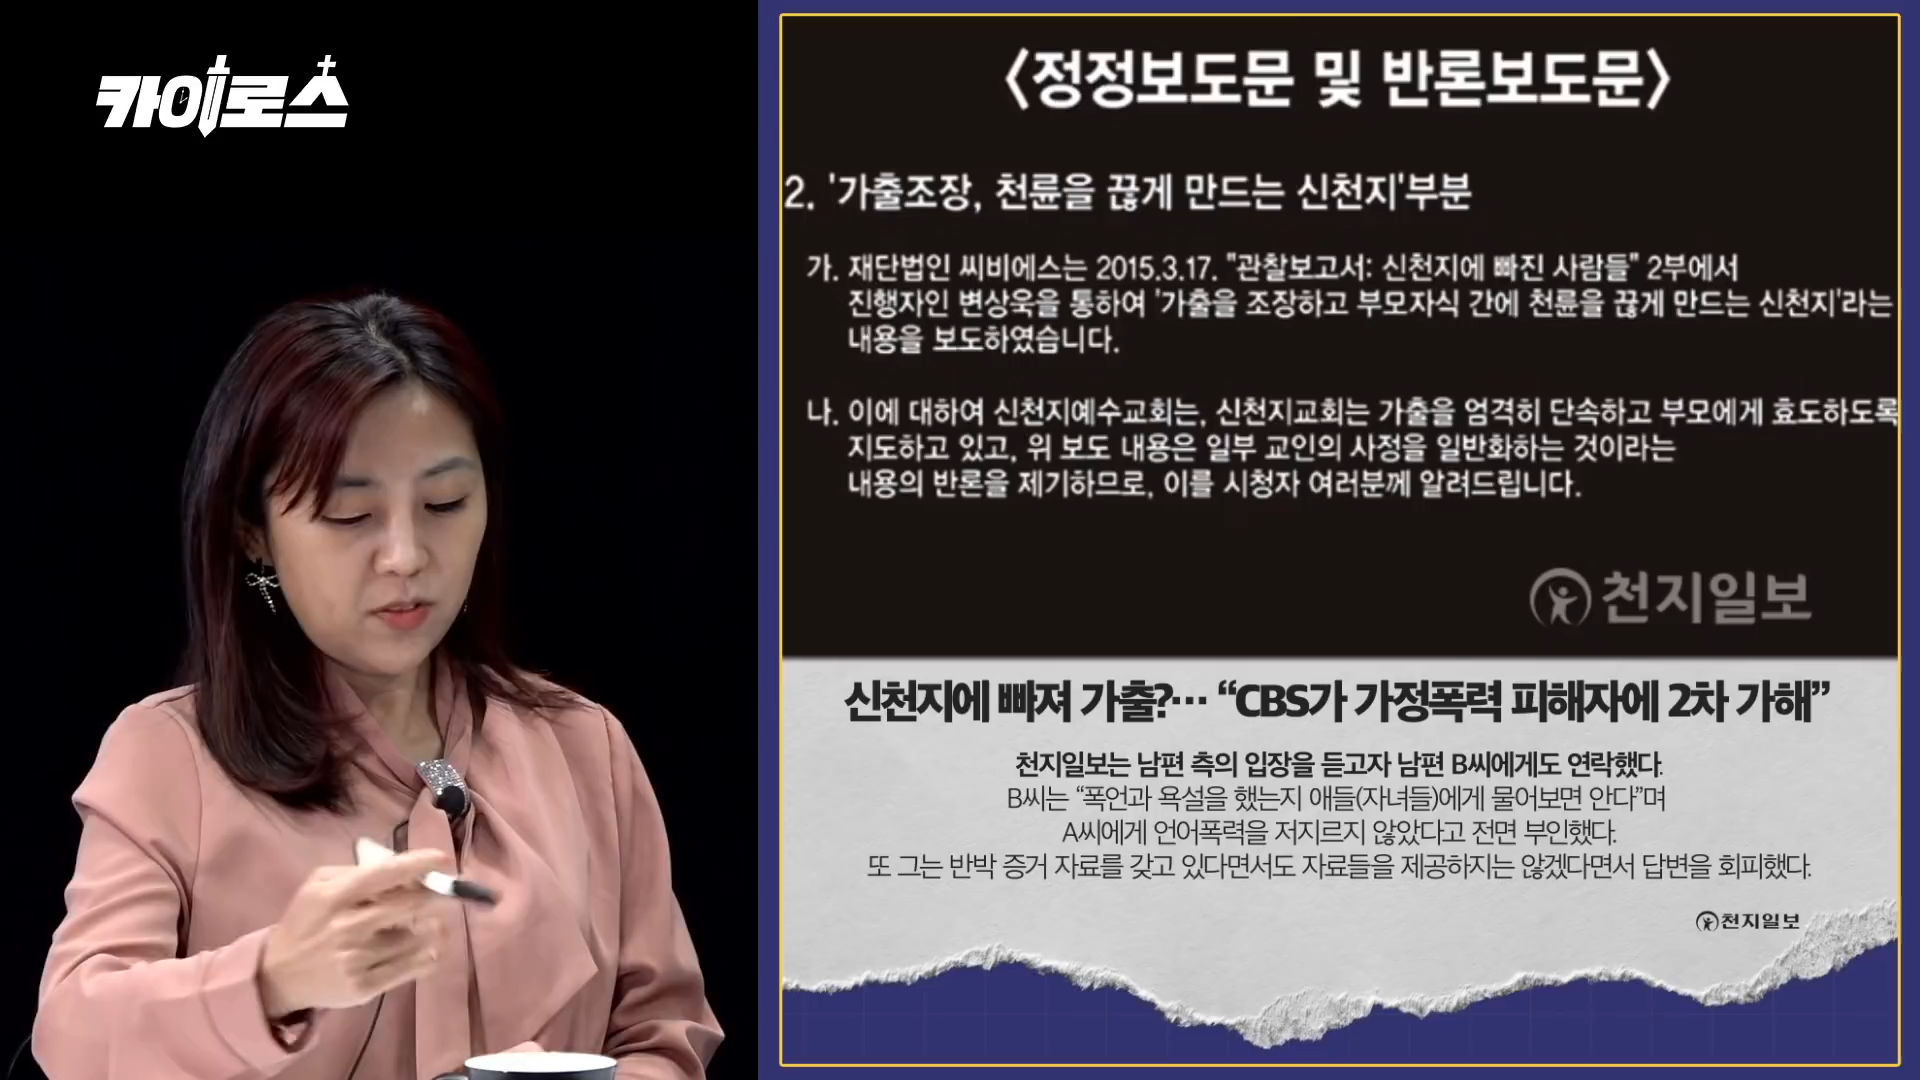 카이로스
<정정보도문 및 반론보도문>
2. '가출조장, 천륜을 끊게 만드는 신천지'부분
가. 재단법인 씨비에스는 2015.3.17. "관찰보고서: 신천지에 빠진 사람들" 2부에서
진행자인 변상욱을 통하여 '가출을 조장하고 부모자식 간에 천륜을 끊게 만드는 신천지'라는
내용을 보도하였습니다.
나. 이에 대하여 신천지예수교회는, 신천지교회는 가출을 엄격히 단속하고 부모에게 효도하도록
지도하고 있고, 위 보도 내용은 일부 교인의 사정을 일반화하는 것이라는
내용의 반론을 제기하므로, 이를 시청자 여러분께 알려드립니다.
천지일보
신천지에 빠져 가출?… “CBS가 가정폭력 피해자에 2차 가해”
천지일보는 남편 측의 입장을 듣고자 남편 B씨에게도 연락했다.
B씨는 “폭언과 욕설을 했는지 애들(자녀들)에게 물어보면 안다”며
A씨에게 언어폭력을 저지르지 않았다고 전면 부인했다.
또 그는 반박 증거 자료를 갖고 있다면서도 자료들을 제공하지는 않겠다면서 답변을 회피했다.
천지일보